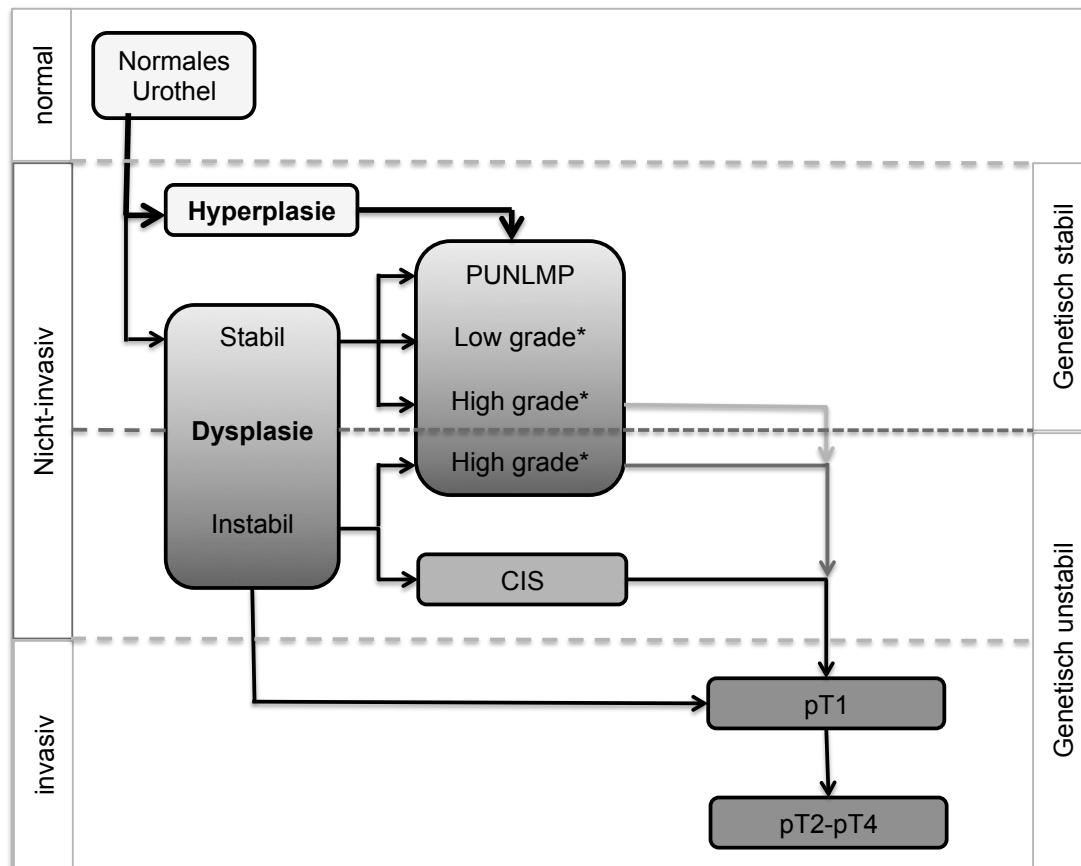 normal
Normales
Urothel
Nicht-invasiv
Genetisch stabil
Hyperplasie
PUNLMP
Stabil
Low grade*
High grade*
Dysplasie
High grade*
Instabil
CIS
Genetisch unstabil
invasiv
pT1
pT2-pT4